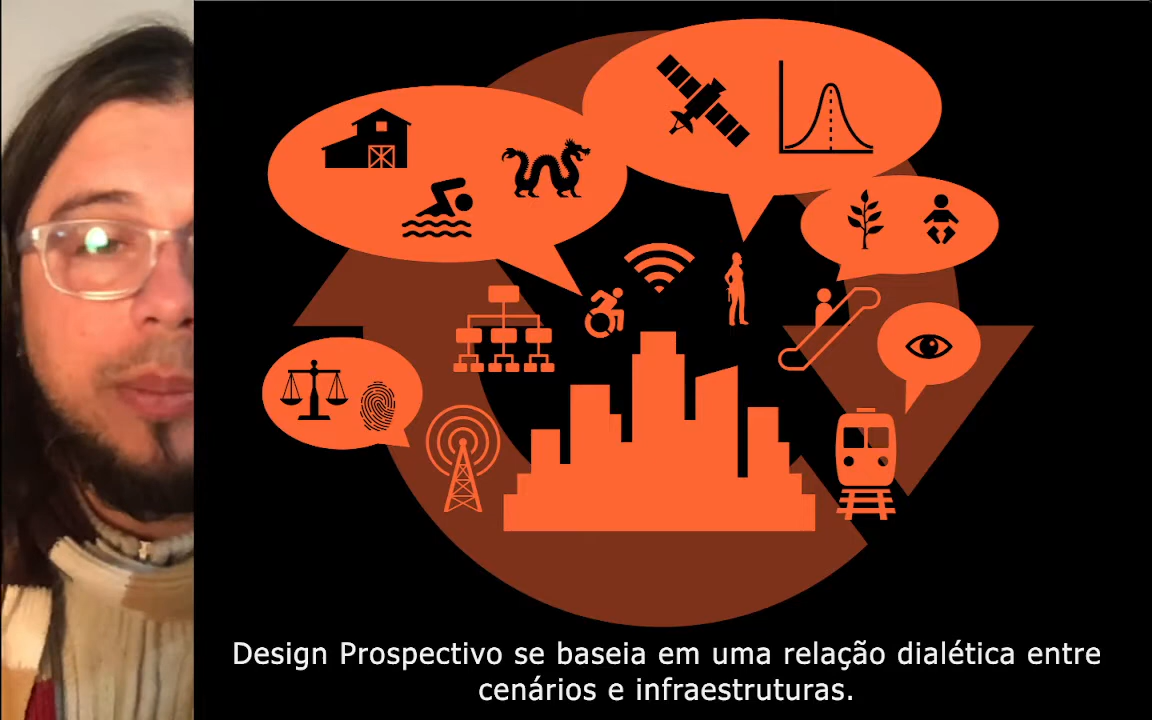 Design Prospectivo se baseia em uma relação dialética entre
cenários e infraestruturas.